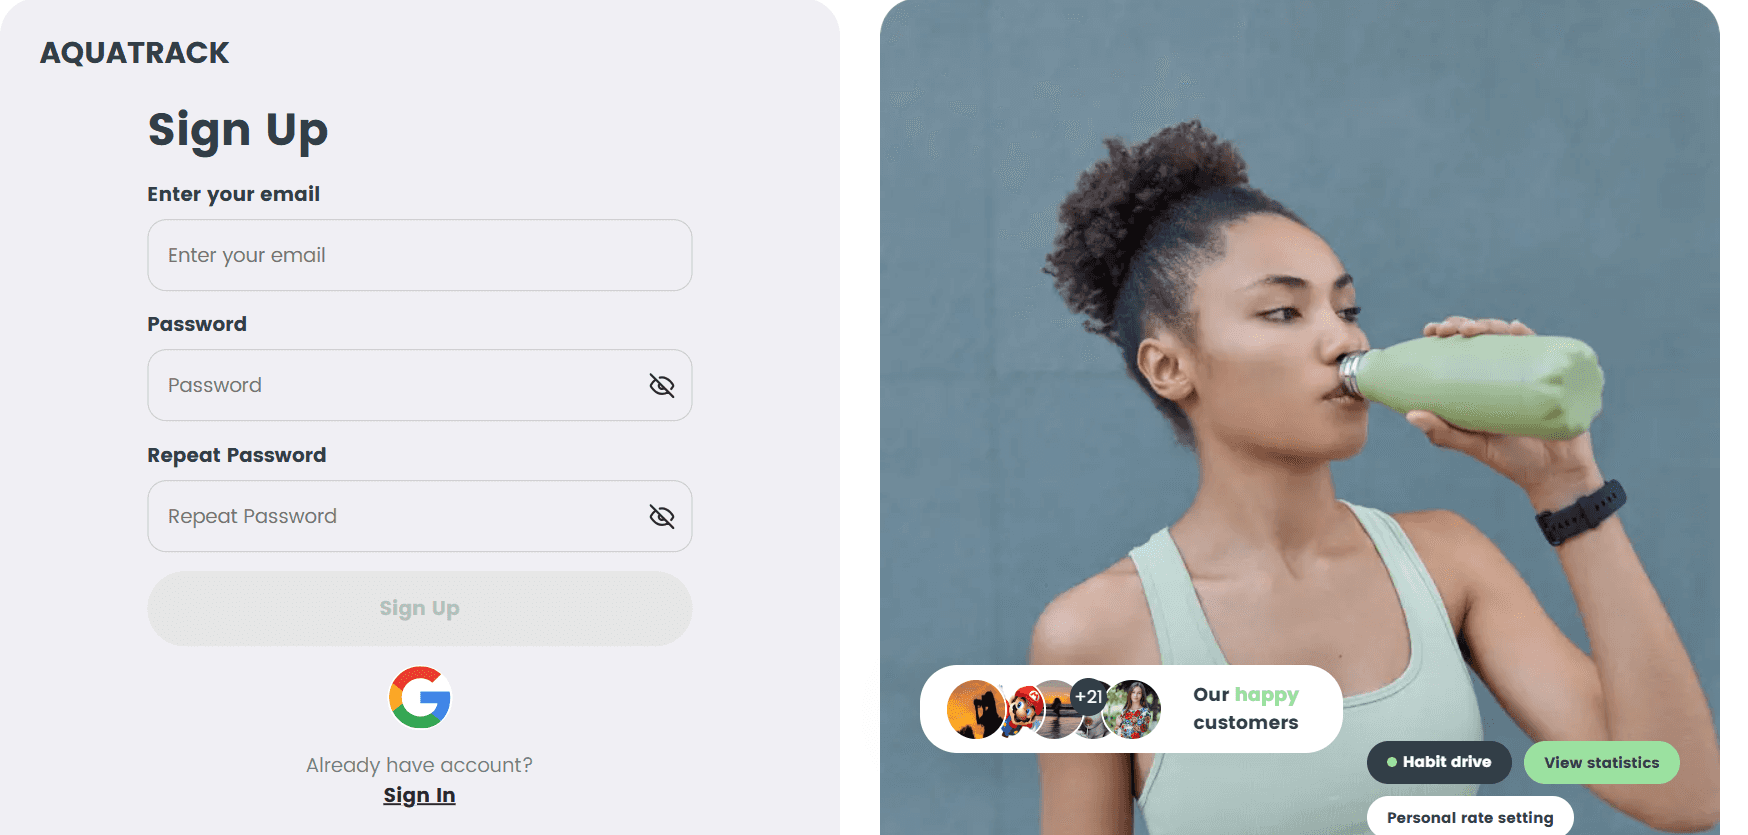 AQUATRACK
Sign Up
Enter your email
Enter your email
Password
Password
Repeat Password
Repeat Password
Sign Up
Already have account?
Sign In
+21
Our happy
customers
Habit drive
View statistics
Personal rate setting